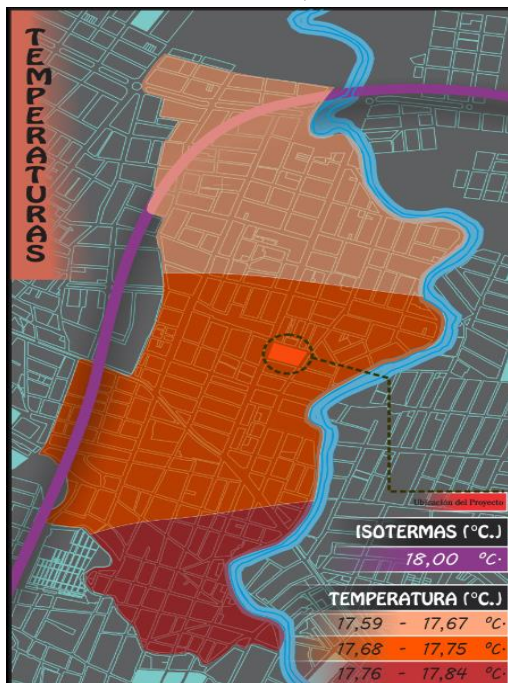 TEMPERATURAS
Ubicación del Proyecto
ISOTERMAS (°C.)
18,00 °C.
TEMPERATURA (°C.)
17,59 - 17,67 °C.
17,68 - 17,75 °C.
17,76 - 17,84 °C.